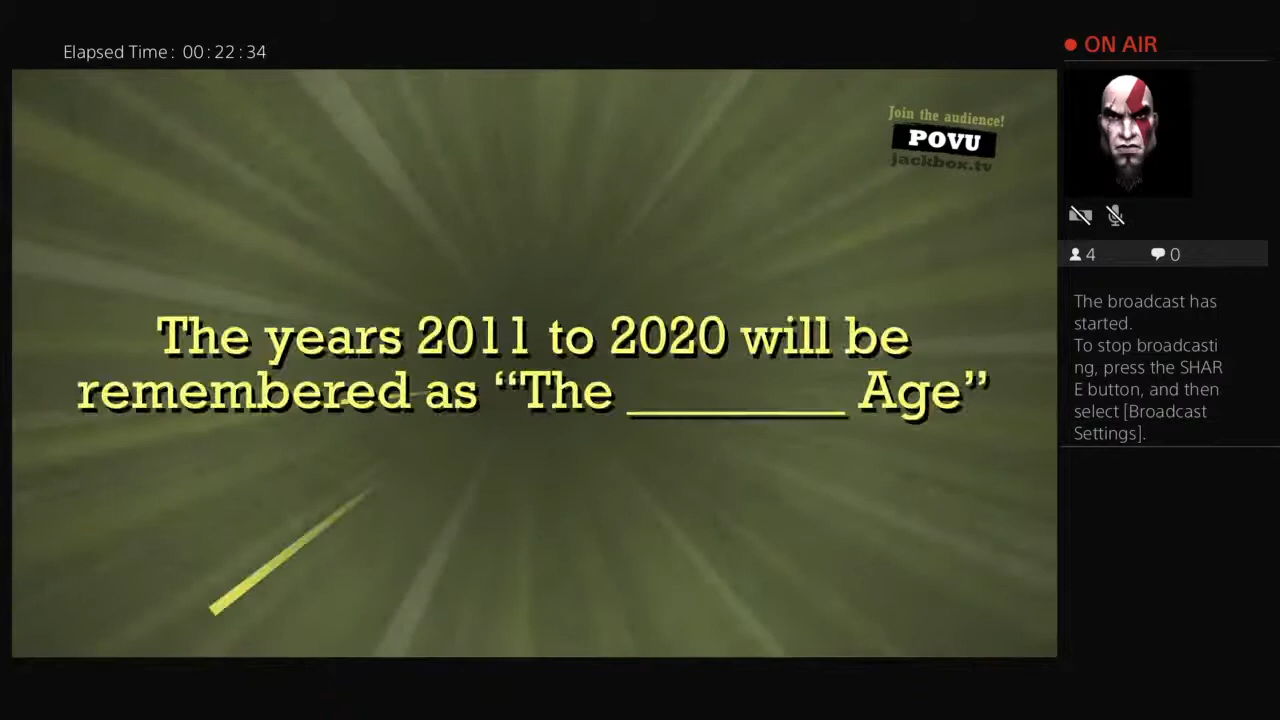 Elapsed Time: 00:22:34
ON AIR
Join the audience!
POVU
jackbox.tv
The years 2011 to 2020 will be
remembered as “The ________ Age”
4 0
The broadcast has
started.
To stop broadcasti
ng, press the SHAR
E button, and then
select [Broadcast
Settings].